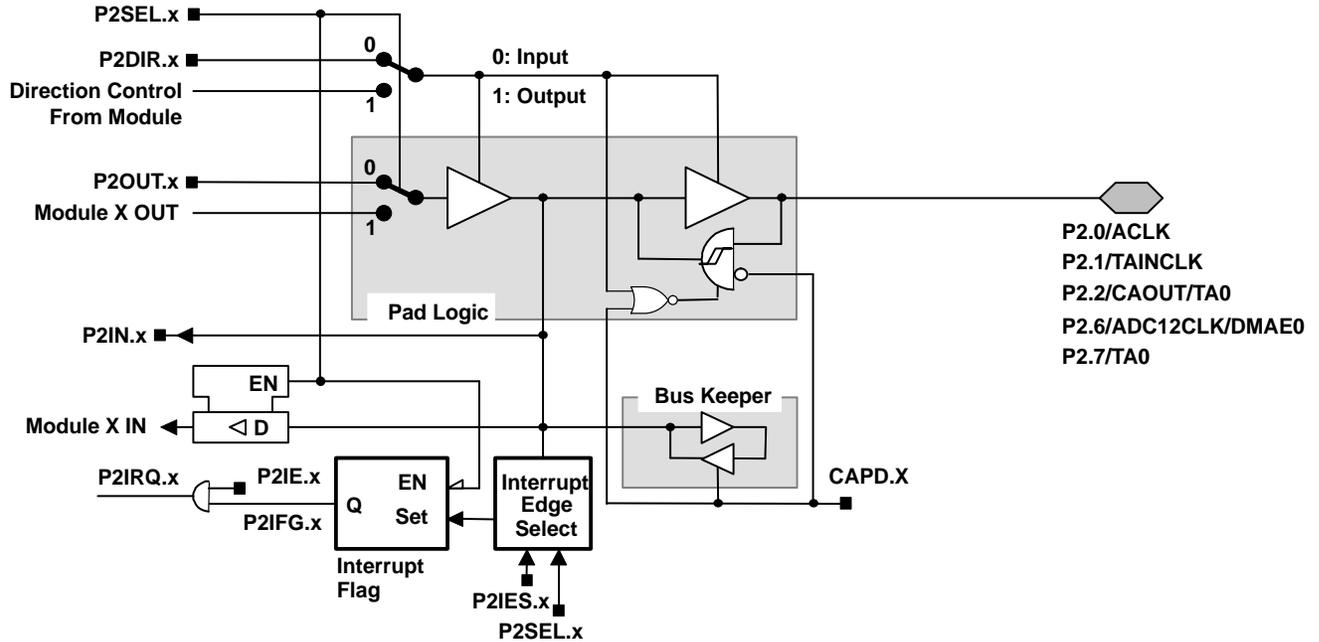 P2SEL.x
P2DIR.x
0
0: Input
Direction Control
From Module
1
1: Output
P2OUT.x
0
Module X OUT
1
P2.0/ACLK
P2.1/TAINCLK
P2.2/CAOUT/TA0
P2.6/ADC12CLK/DMAE0
P2.7/TA0
Pad Logic
P2IN.x
EN
Bus Keeper
Module X IN
D
P2IRQ.x
P2IE.x
P2IFG.x
Q
EN
Set
Interrupt
Edge
Select
CAPD.X
Interrupt
Flag
P2IES.x
P2SEL.x